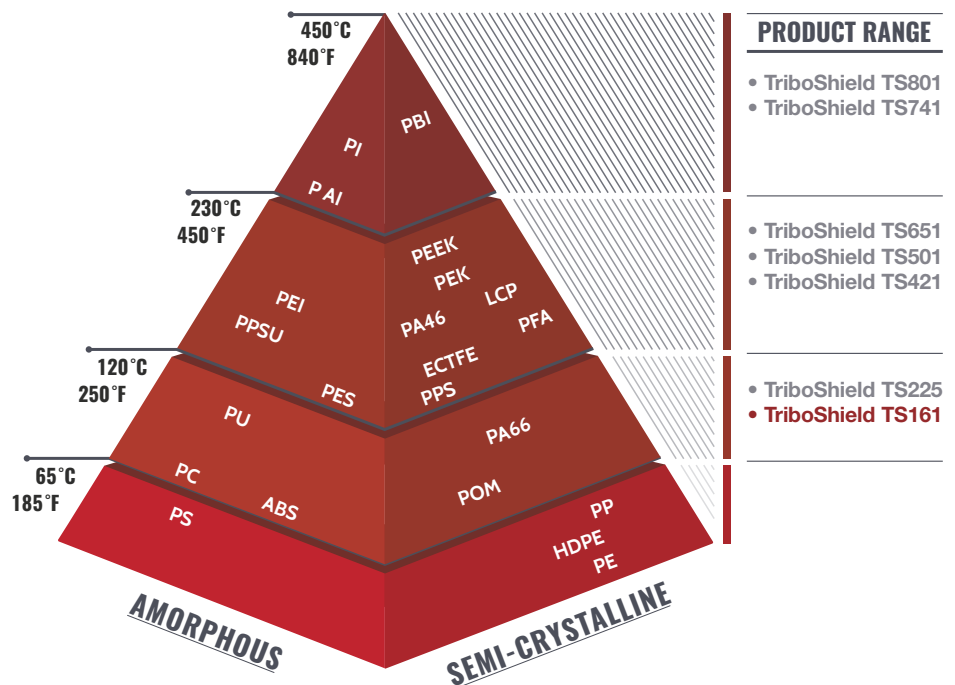 450°C
840°F
PRODUCT RANGE
• TriboShield TS801
• TriboShield TS741
PBI
PI
P AI
230°C
450°F
PEEK
PEK
LCP
PA46
PFA
ECTFE
PPS
PEI
PPSU
PES
• TriboShield TS651
• TriboShield TS501
• TriboShield TS421
120°C
250°F
PU
PC
ABS
PA66
POM
• TriboShield TS225
• TriboShield TS161
65°C
185°F
PS
PP
HDPE
PE
AMORPHOUS
SEMI-CRYSTALLINE